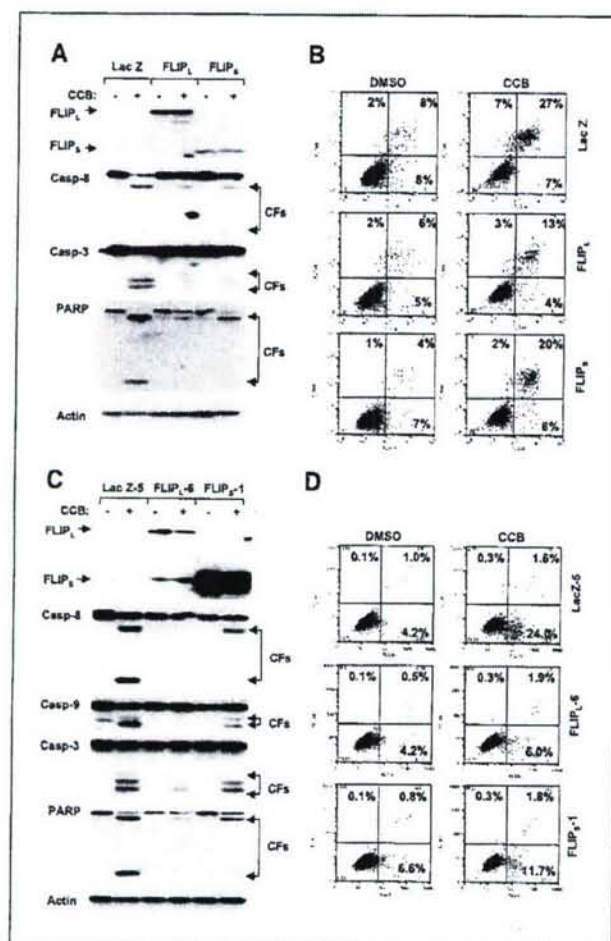 A
Lac Z FLIPL FLIPS
CCB: - + - + - +
FLIPL
FLIPS
Casp-8
CFs
Casp-3
CFs
PARP
CFs
Actin
B
DMSO CCB
2% 8% 7% 27%
8% 7%
Lac Z
2% 6% 3% 13%
5% 4%
FLIPL
1% 4% 2% 20%
7% 6%
FLIPS
C
Lac Z-5 FLIPL-6 FLIPS-1
CCB: - + - + - +
FLIPL
FLIPS
Casp-8
CFs
Casp-9
CFs
Casp-3
CFs
PARP
CFs
Actin
D
DMSO CCB
0.1% 1.0% 0.3% 1.6%
4.2% 24.0%
LacZ-5
0.1% 0.5% 0.3% 1.9%
4.2% 6.0%
FLIPL-6
0.1% 0.8% 0.3% 1.8%
6.6% 11.7%
FLIPS-1